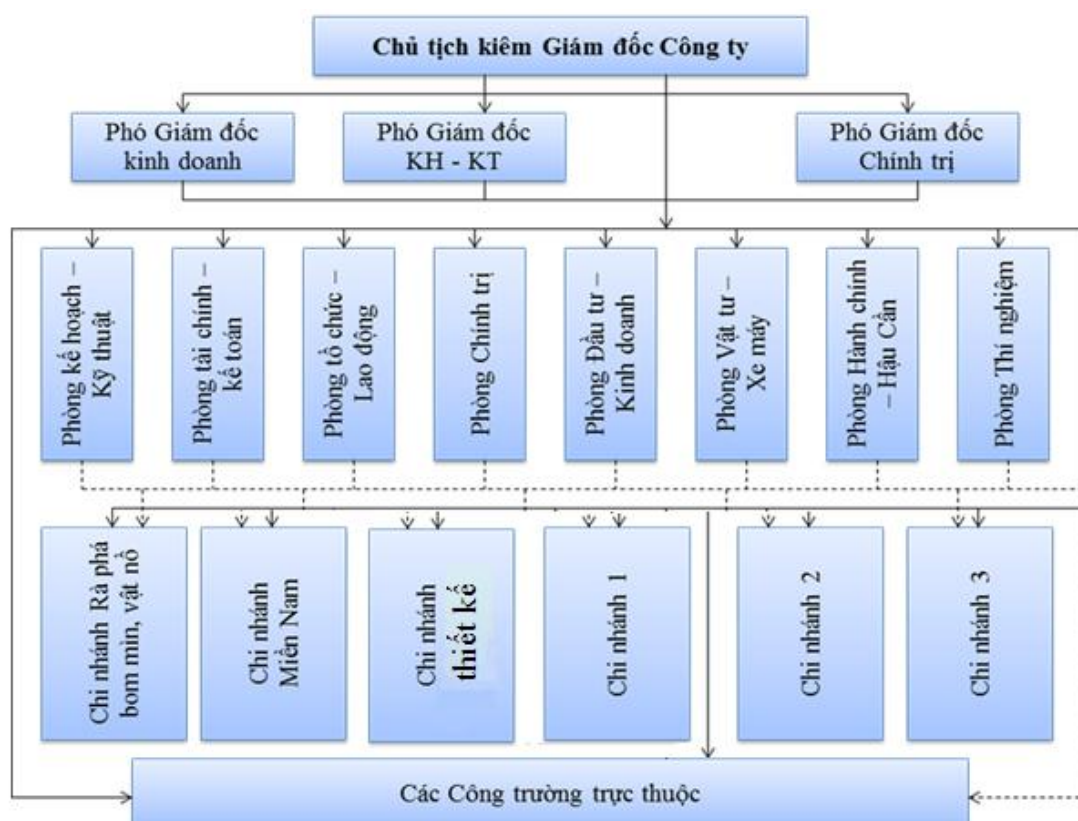 Chủ tịch kiêm Giám đốc Công ty
Phó Giám đốc
kinh doanh
Phó Giám đốc
KH - KT
Phó Giám đốc
Chính trị
Phòng kế hoạch –
Kỹ thuật
Phòng tài chính –
kế toán
Phòng tổ chức –
Lao động
Phòng Chính trị
Phòng Đầu tư –
Kinh doanh
Phòng Vật tư –
Xe máy
Phòng Hành chính
– Hậu Cần
Phòng Thí nghiệm
Chi nhánh Rà phá
bom mìn, vật nổ
Chi nhánh
Miền Nam
Chi nhánh
thiết kế
Chi nhánh 1
Chi nhánh 2
Chi nhánh 3
Các Công trường trực thuộc